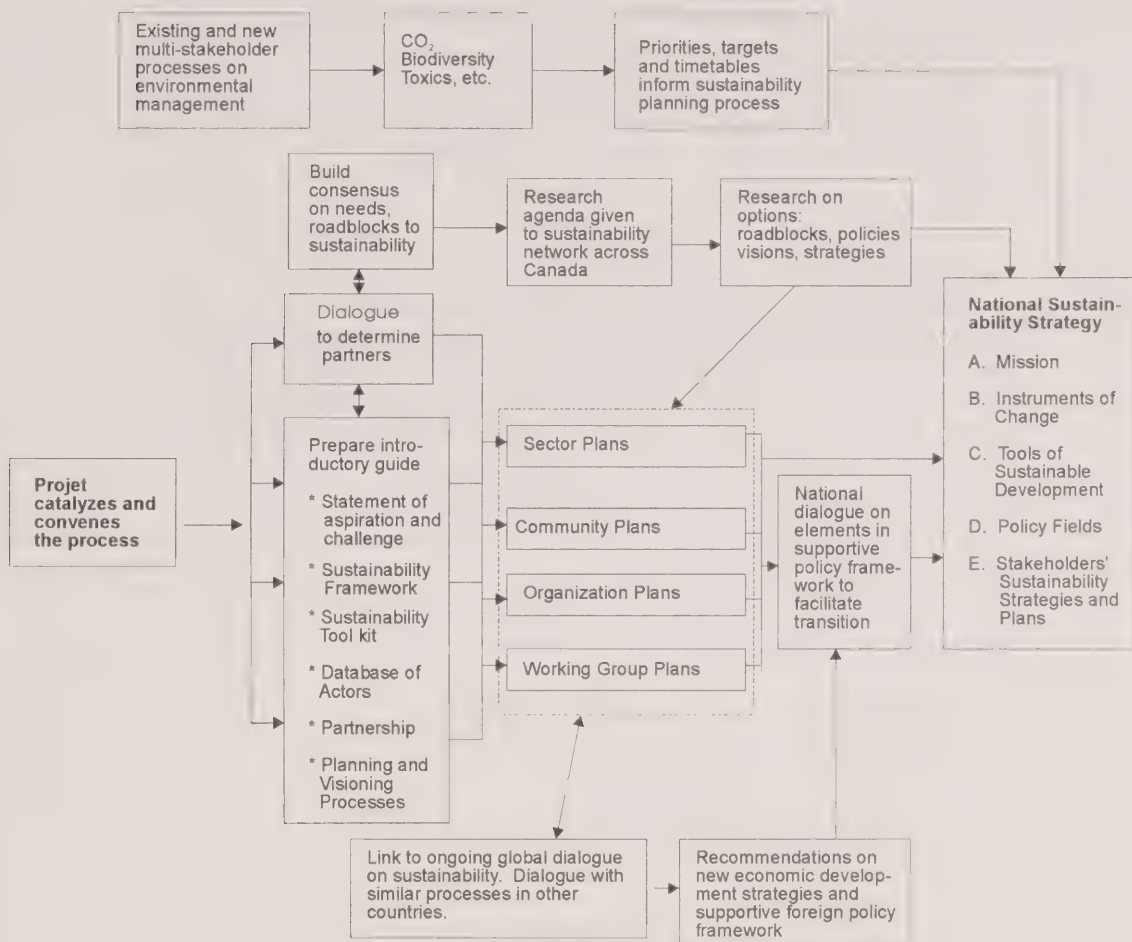 Existing and new
multi-stakeholder
processes on
environmental
management
CO₂
Biodiversity
Toxics, etc.
Priorities, targets
and timetables
inform sustainability
planning process
Build
consensus
on needs,
roadblocks to
sustainability
Research
agenda given
to sustainability
network across
Canada
Research on
options:
roadblocks, policies
visions, strategies
Dialogue
to determine
partners
Projet
catalyzes and
convenes
the process
Prepare intro-
ductory guide
* Statement of
aspiration and
challenge
* Sustainability
Framework
* Sustainability
Tool kit
* Database of
Actors
* Partnership
* Planning and
Visioning
Processes
Sector Plans
Community Plans
Organization Plans
Working Group Plans
National
dialogue on
elements in
supportive
policy frame-
work to
facilitate
transition
National Sustain-
ability Strategy
A. Mission
B. Instruments of
Change
C. Tools of
Sustainable
Development
D. Policy Fields
E. Stakeholders'
Sustainability
Strategies and
Plans
Link to ongoing global dialogue
on sustainability. Dialogue with
similar processes in other
countries.
Recommendations on
new economic develop-
ment strategies and
supportive foreign policy
framework